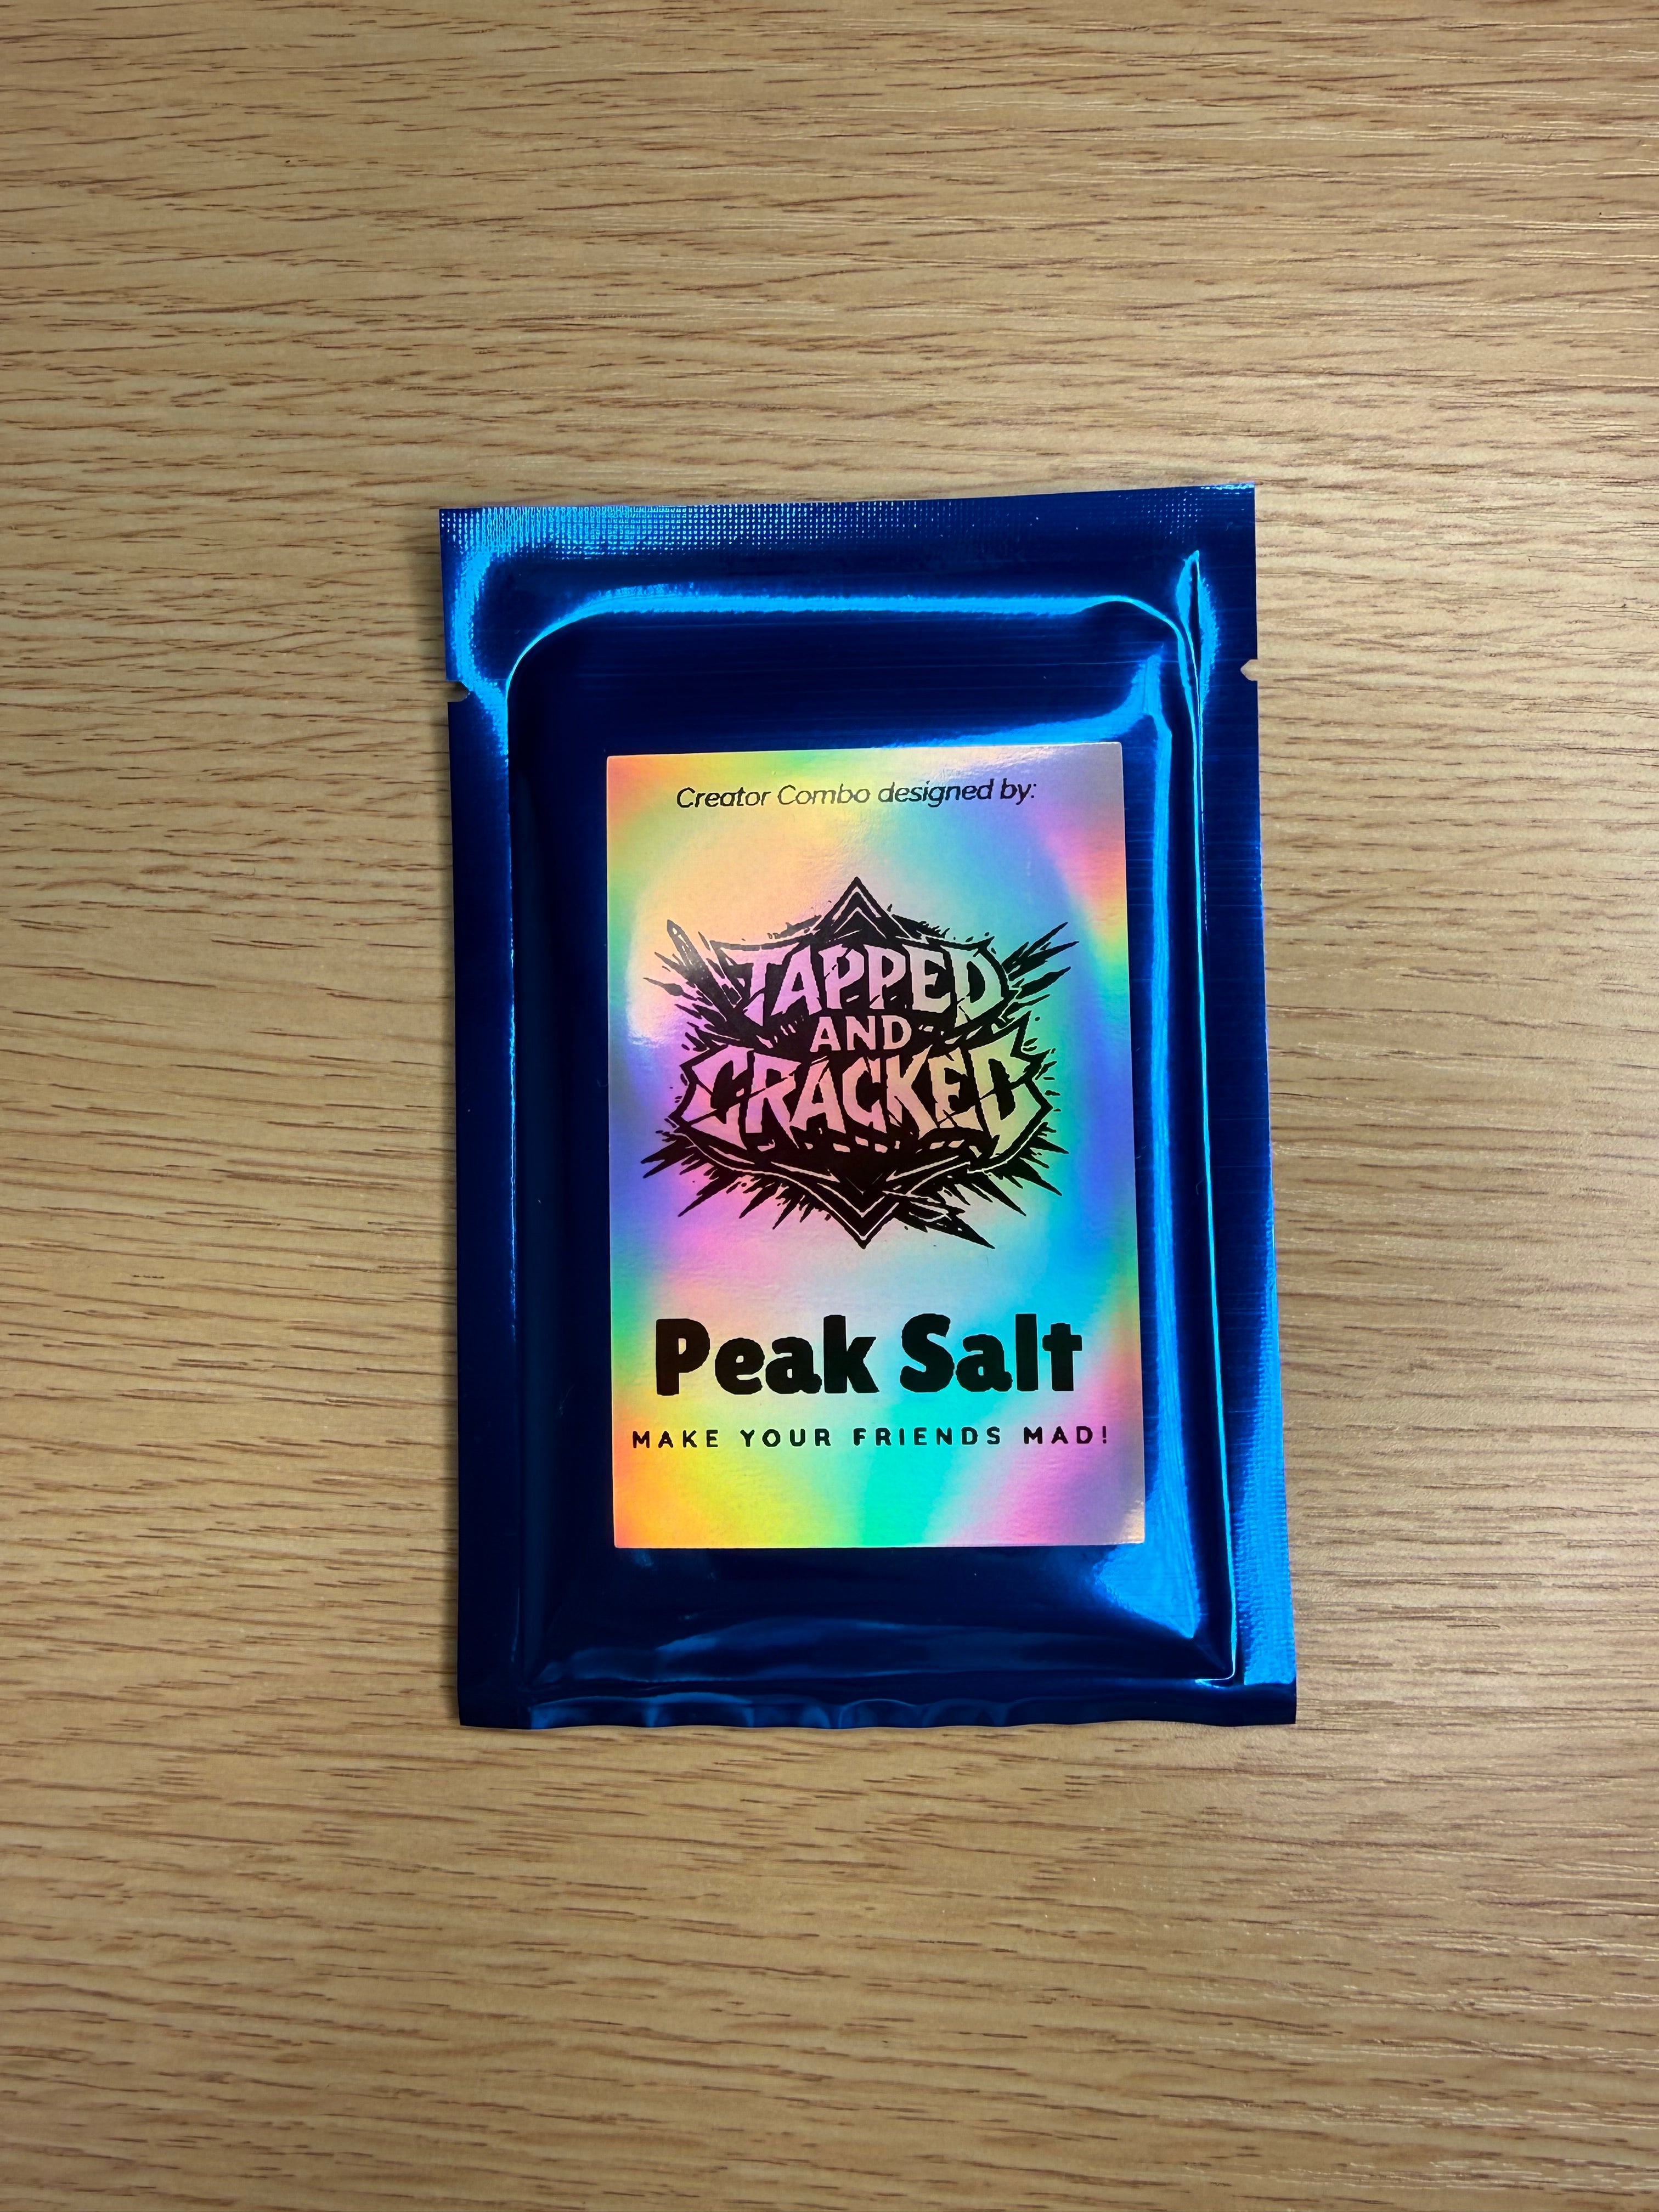 Creator Combo designed by:
TAPPED
AND
CRACKED
Peak Salt
MAKE YOUR FRIENDS MAD!